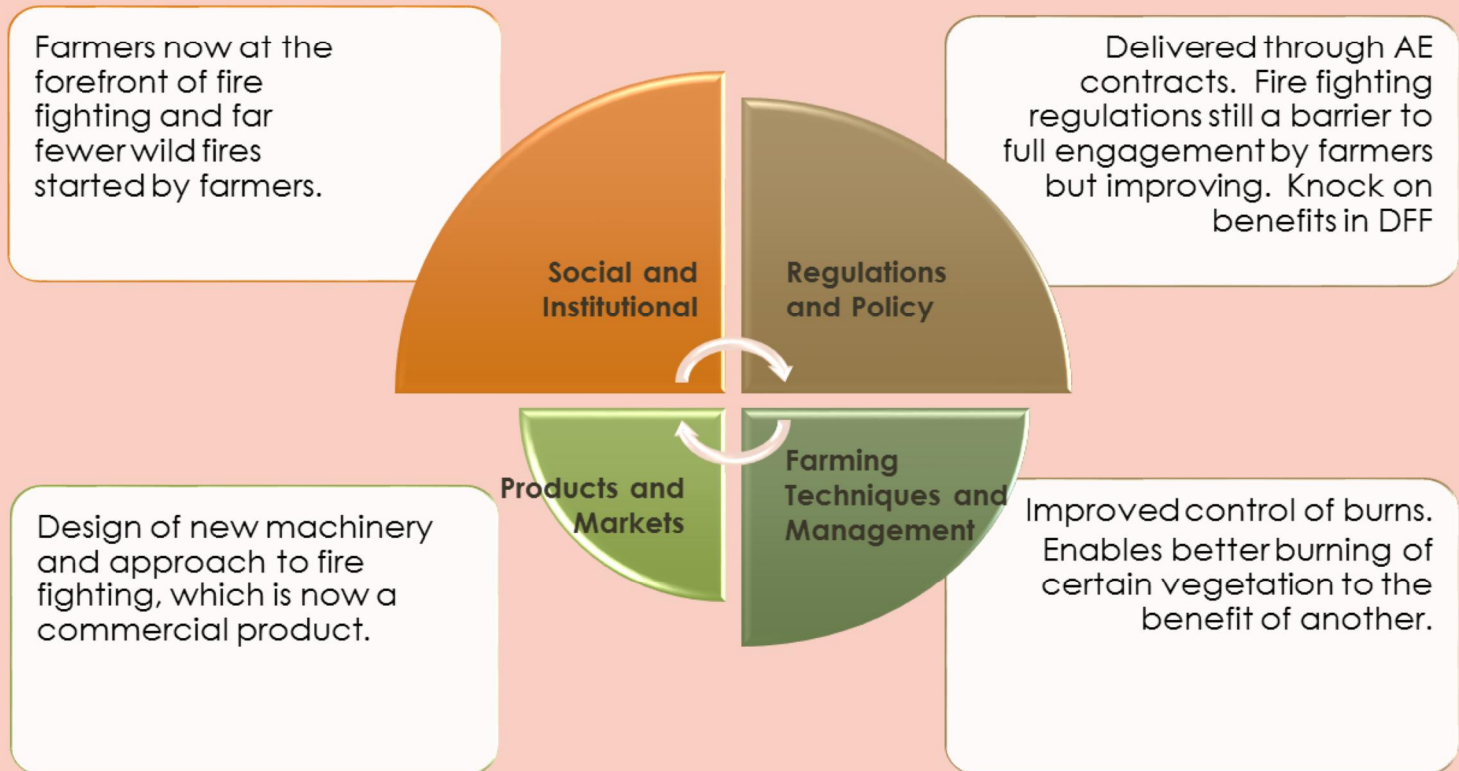 Farmers now at the
forefront of fire
fighting and far
fewer wild fires
started by farmers.
Delivered through AE
contracts.  Fire fighting
regulations still a barrier to
full engagement by farmers
but improving.  Knock on
benefits in DFF
Social and
Institutional
Regulations
and Policy
Products and
Markets
Farming
Techniques and
Management
Design of new machinery
and approach to fire
fighting, which is now a
commercial product.
Improved control of burns.
Enables better burning of
certain vegetation to the
benefit of another.